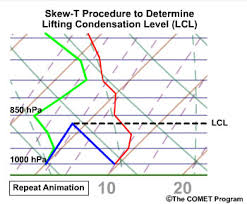 Skew-T Procedure to Determine
Lifting Condensation Level (LCL)
850 hPa
LCL
1000 hPa
Repeat Animation
10
20
©The COMET Program